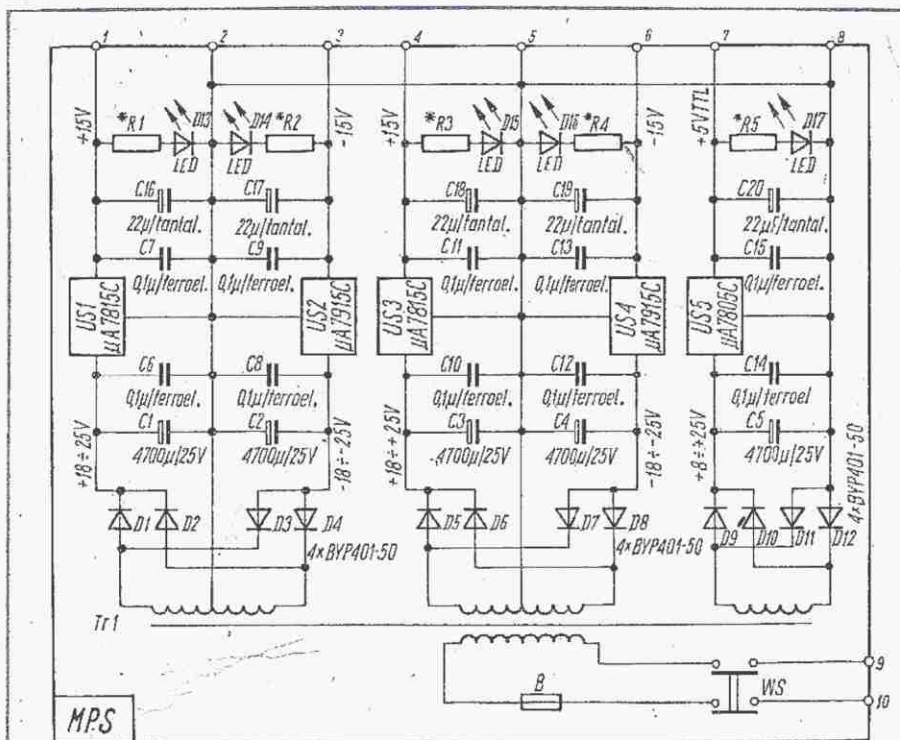 1 2 3 4 5 6 7 8
+15V *R1 D13 D14 *R2 -15V +15V *R3 D15 D16 *R4 -15V +5VTTL *R5 D17
LED LED LED LED LED
C16 C17 C18 C19 C20
22μ/tantal. 22μ/tantal. 22μ/tantal. 22μ/tantal. 22μF/tantal.
C7 C9 C11 C13 C15
0,1μ/ferroel. 0,1μ/ferroel. 0,1μ/ferroel. 0,1μ/ferroel. 0,1μ/ferroel.
US1 μA7815C US2 μA7915C US3 μA7815C US4 μA7915C US5 μA7805C
C6 C8 C10 C12 C14
0,1μ/ferroel. 0,1μ/ferroel. 0,1μ/ferroel. 0,1μ/ferroel. 0,1μ/ferroel
C1 C2 C3 C4 C5
4700μ/25V 4700μ/25V 4700μ/25V 4700μ/25V 4700μ/25V
+18÷25V -18÷-25V +18÷+25V -18÷-25V +8÷+25V
D1 D2 D3 D4 D5 D6 D7 D8 D9 D10 D11 D12
4×BYP401-50 4×BYP401-50 4×BYP401-50
Tr1
B WS 9
10
MPS